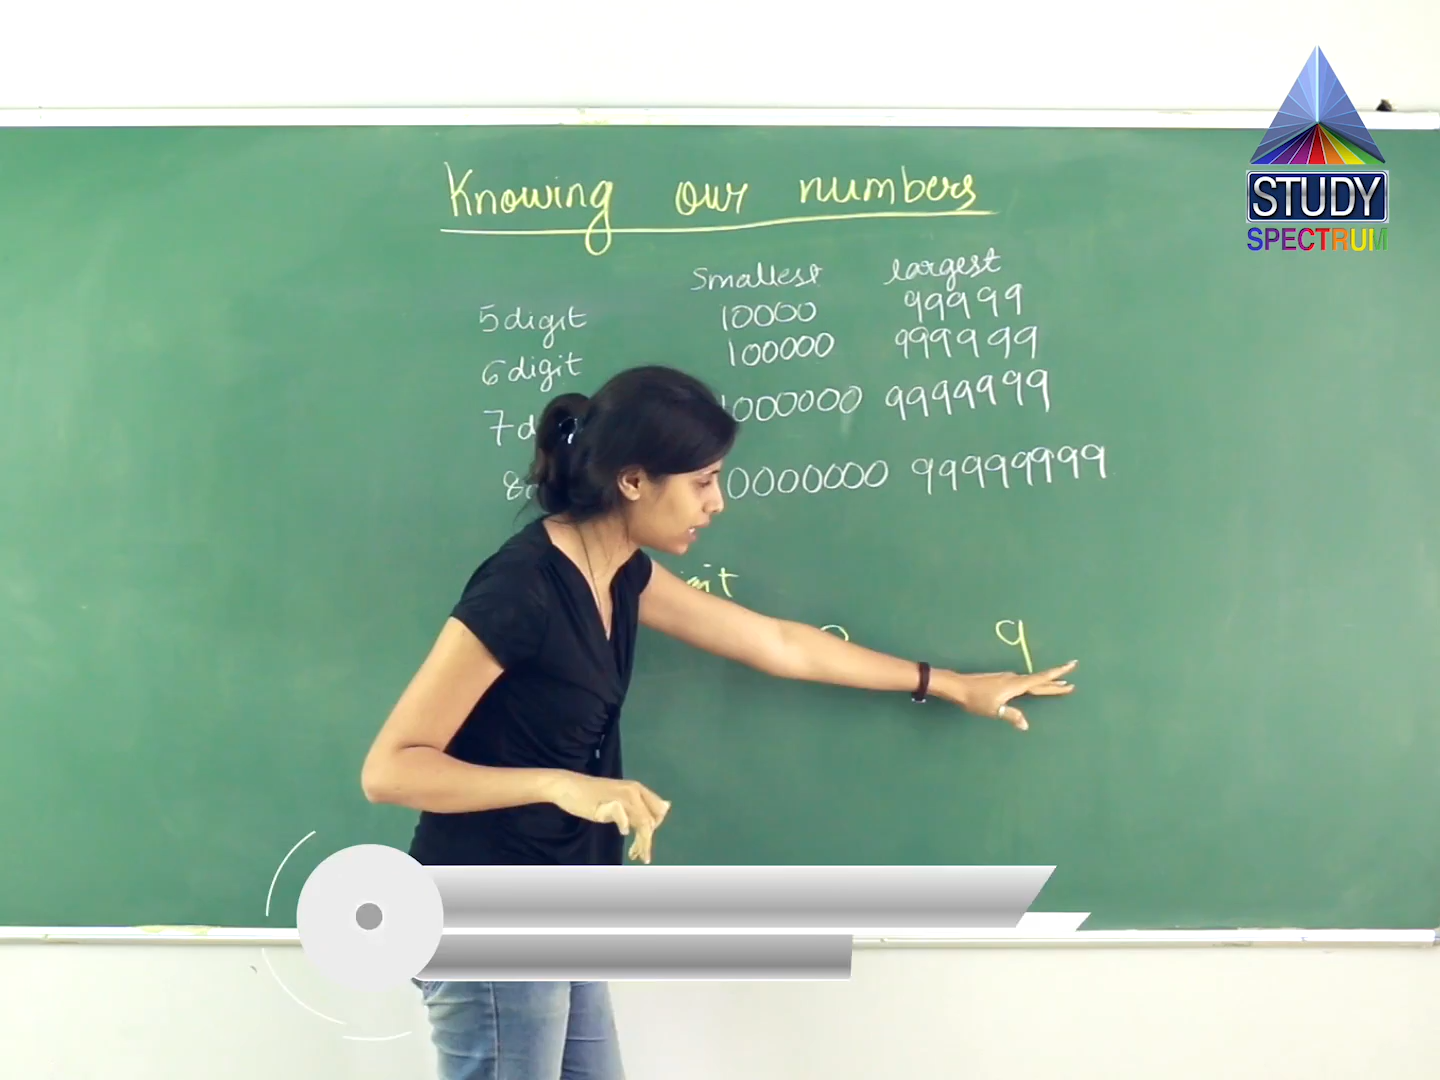 Knowing our numbers
STUDY
SPECTRUM
Smallest largest
5 digit 10000 99999
6 digit 100000 999999
1000000 9999999
99999999
9